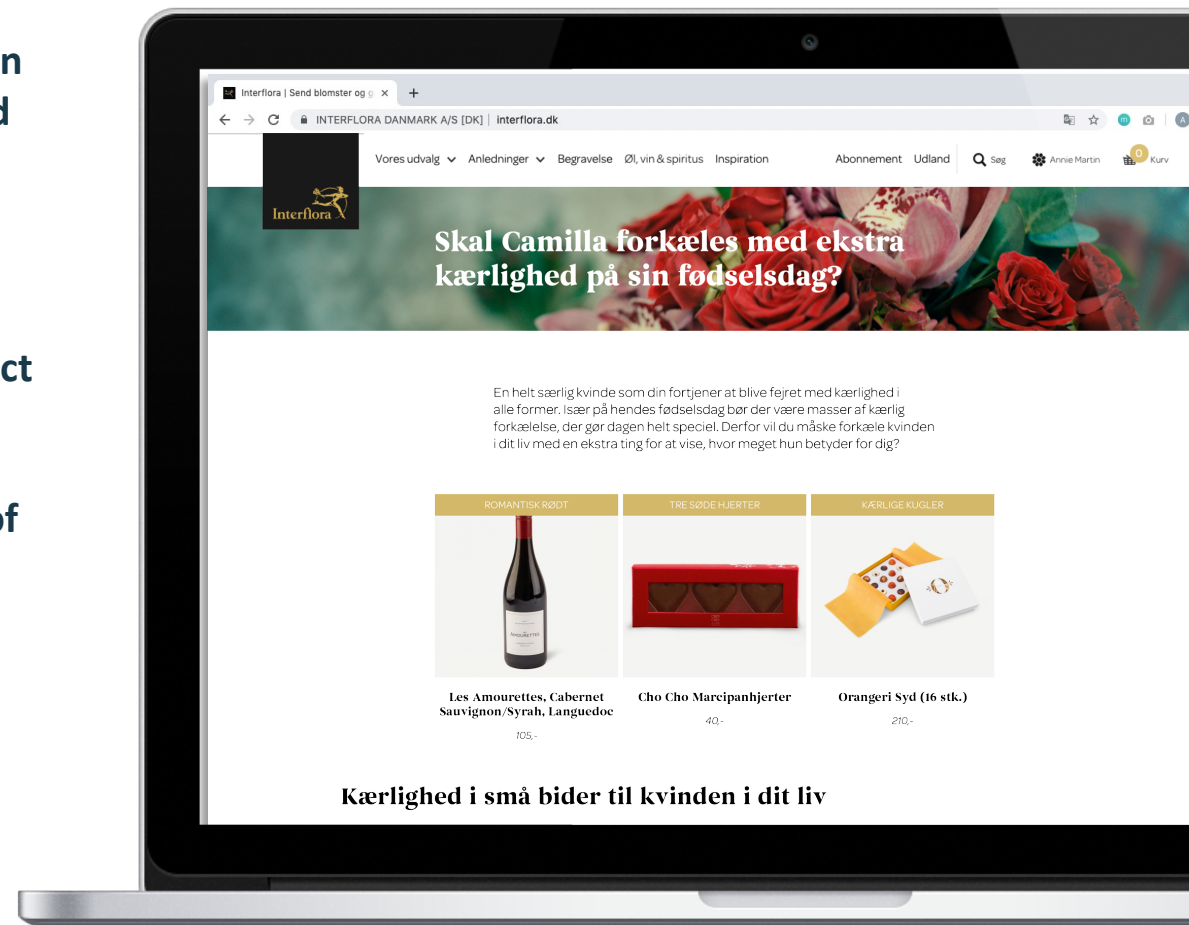 n
d
ct
of
Interflora | Send blomster og g
INTERFLORA DANMARK A/S [DK] | interflora.dk
Vores udvalg Anledninger Begravelse Øl, vin & spiritus Inspiration Abonnement Udland Søg Annie Martin 0 Kurv
Interflora
Skal Camilla forkæles med ekstra
kærlighed på sin fødselsdag?
En helt særlig kvinde som din fortjener at blive fejret med kærlighed i
alle former. Især på hendes fødselsdag bør der være masser af kærlig
forkælelse, der gør dagen helt speciel. Derfor vil du måske forkæle kvinden
i dit liv med en ekstra ting for at vise, hvor meget hun betyder for dig?
ROMANTISK RØDT TRE SØDE HJERTER KÆRLIGE KUGLER
AMOURETTES
Les Amourettes, Cabernet
Sauvignon/Syrah, Languedoc
105,-
Cho Cho Marcipanhjerter
40,-
Orangeri Syd (16 stk.)
210,-
Kærlighed i små bider til kvinden i dit liv